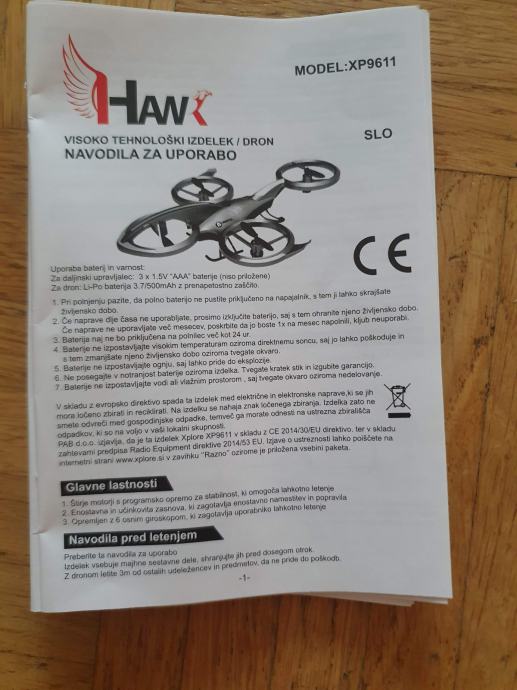 HAWK
MODEL:XP9611
SLO
VISOKO TEHNOLOŠKI IZDELEK / DRON
NAVODILA ZA UPORABO
CE
Uporaba baterij in varnost:
Za daljinski upravljalec: 3 x 1.5V "AAA" baterije (niso priložene)
Za dron: Li-Po baterija 3.7/500mAh z prenapetostno zaščito.
1. Pri polnjenju pazite, da polno baterijo ne pustite priključeno na napajalnik, s tem ji lahko skrajšate
življensko dobo.
2. Če naprave dlje časa ne uporabljate, prosimo izključite baterijo, saj s tem ohranite njeno življensko dobo.
Če naprave ne uporabljate več mesecev, poskrbite da jo boste 1x na mesec napolnili, kljub neuporabi.
3. Baterija naj ne bo priključena na polnilec več kot 24 ur.
4. Baterije ne izpostavljajte visokim temperaturam oziroma direktnemu soncu, saj jo lahko poškoduje in
s tem zmanjšate njeno življensko dobo oziroma tvegate okvaro.
5. Baterije ne izpostavljajte ognju, saj lahko pride do eksplozije.
6. Ne posegajte v notranjost baterije oziroma izdelka. Tvegate kratek stik in izgubite garancijo.
7. Baterije ne izpostavljajte vodi ali vlažnim prostorom , saj tvegate okvaro oziroma nedelovanje.
V skladu z evropsko direktivo spada ta izdelek med električne in elektronske naprave,ki se jih
mora ločeno zbirati in reciklirati. Na izdelku se nahaja znak ločenega zbiranja. Izdelka zato ne
smete odvreči med gospodinjske odpadke, temveč ga morate odnesti na ustrezna zbirališča
odpadkov, ki so na voljo v vaši lokalni skupnosti.
PAB d.o.o. izjavlja, da je ta izdelek Xplore XP9611 v skladu z CE 2014/30/EU direktivo. ter v skladu
zahtevami predpisa Radio Equipment direktive 2014/53 EU. Izjave o ustreznosti lahko poiščete na
internetni strani www.xplore.si v zavihku "Razno" oziroma je priložena vsebini paketa.
Glavne lastnosti
1. Štirje motorji s programsko opremo za stabilnost, ki omogoča lahkotno letenje
2. Enostavna in učinkovita zasnova, ki zagotavlja enostavno namestitev in popravila
3. Opremljen z 6 osnim giroskopom, ki zagotavlja uporabniku lahkotno letenje
Navodila pred letenjem
Preberite ta navodila za uporabo
Izdelek vsebuje majhne sestavne dele, shranjujte jih pred dosegom otrok.
Z dronom letite 3m od ostalih udeležencev in predmetov, da ne pride do poškodb.
-1-